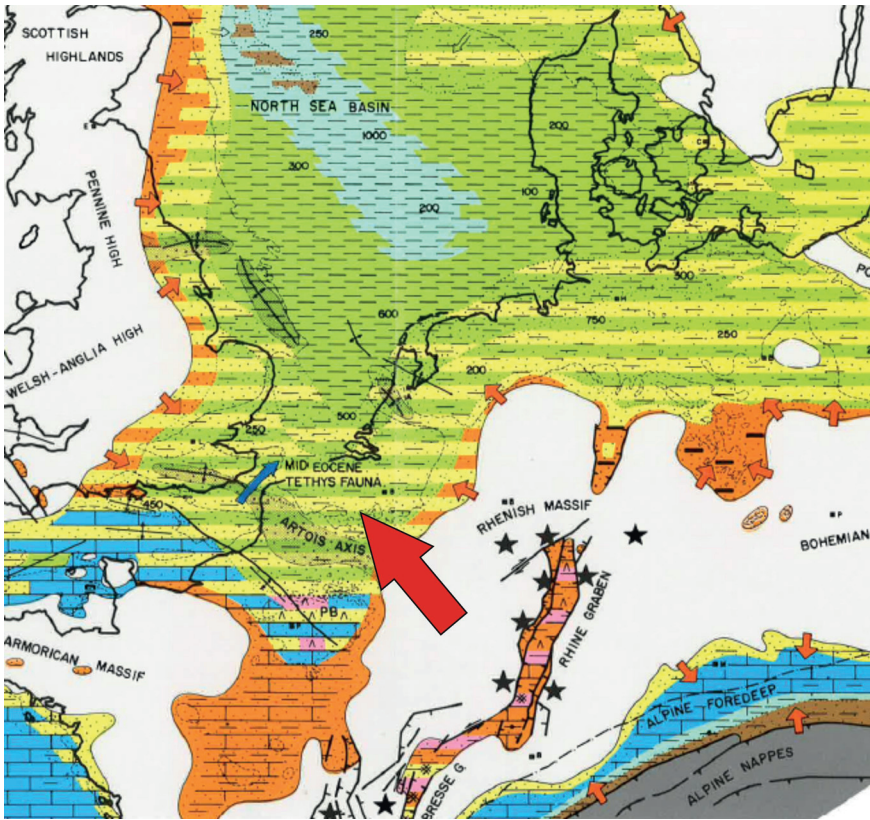 SCOTTISH
HIGHLANDS
250
NORTH SEA BASIN
1000
200
300
100
200
PENNINE HIGH
600
300
750
250
WELSH-ANGLIA HIGH
200
500
250
MID EOCENE
TETHYS FAUNA
450
ARTOIS AXIS
RHENISH MASSIF
BOHEMIAN
PB
ARMORICAN MASSIF
RHINE GRABEN
ALPINE FOREDEEP
ALPINE NAPPES
BRESSE G.